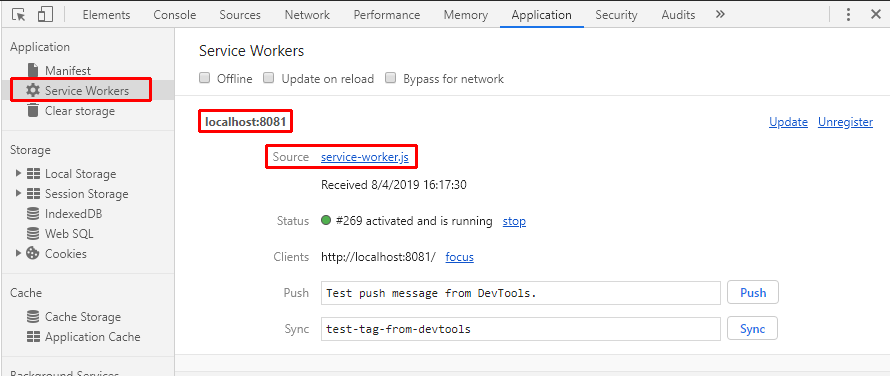 Elements Console Sources Network Performance Memory Application Security Audits »
Application
Manifest
Service Workers
Clear storage
Storage
Local Storage
Session Storage
IndexedDB
Web SQL
Cookies
Cache
Cache Storage
Application Cache
Background Services
Service Workers
Offline Update on reload Bypass for network
localhost:8081 Update Unregister
Source service-worker.js
Received 8/4/2019 16:17:30
Status #269 activated and is running stop
Clients http://localhost:8081/ focus
Push Test push message from DevTools. Push
Sync test-tag-from-devtools Sync